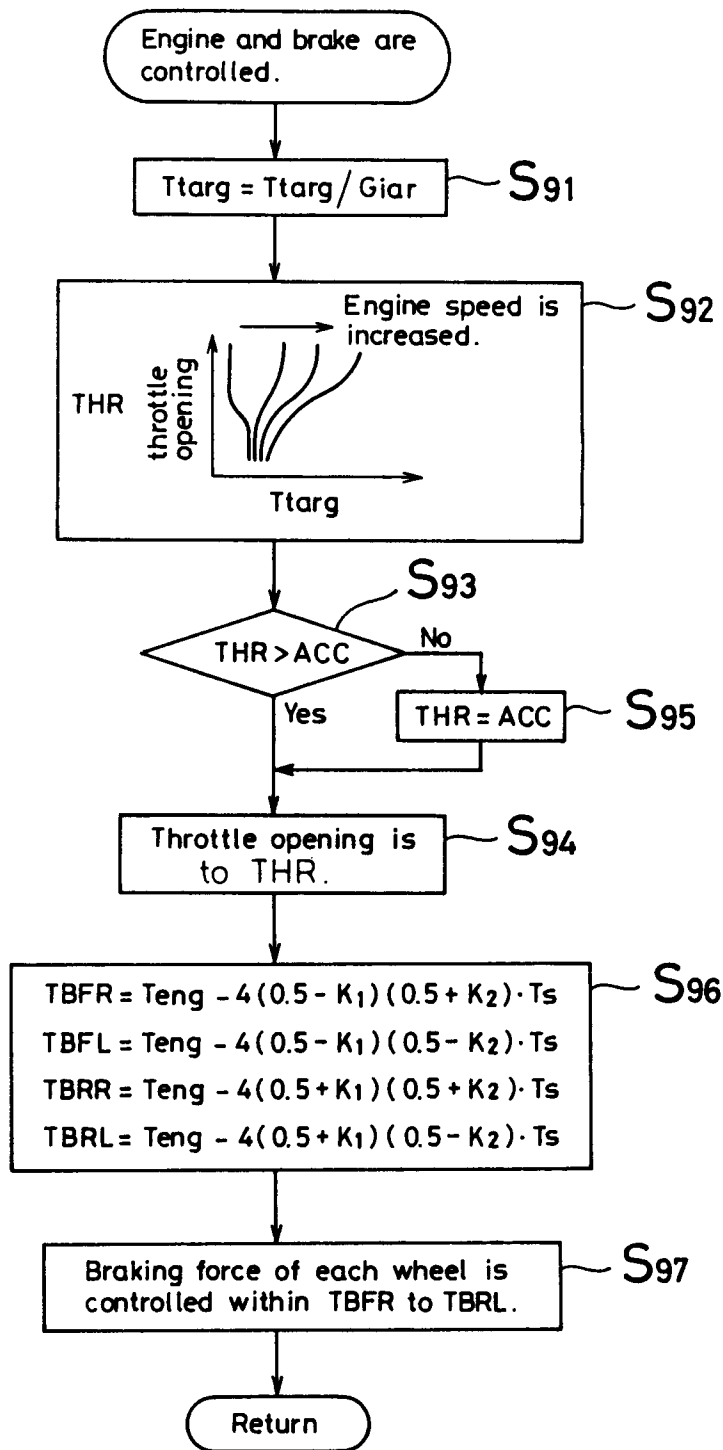 Engine and brake are
controlled.
Ttarg = Ttarg / Giar
S91
Engine speed is
increased.
S92
THR
throttle
opening
Ttarg
S93
THR > ACC
No
Yes
THR = ACC
S95
Throttle opening is
to THR.
S94
TBFR = Teng - 4(0.5 - K1)(0.5 + K2)·Ts
TBFL = Teng - 4(0.5 - K1)(0.5 - K2)·Ts
TBRR = Teng - 4(0.5 + K1)(0.5 + K2)·Ts
TBRL = Teng - 4(0.5 + K1)(0.5 - K2)·Ts
S96
Braking force of each wheel is
controlled within TBFR to TBRL.
S97
Return